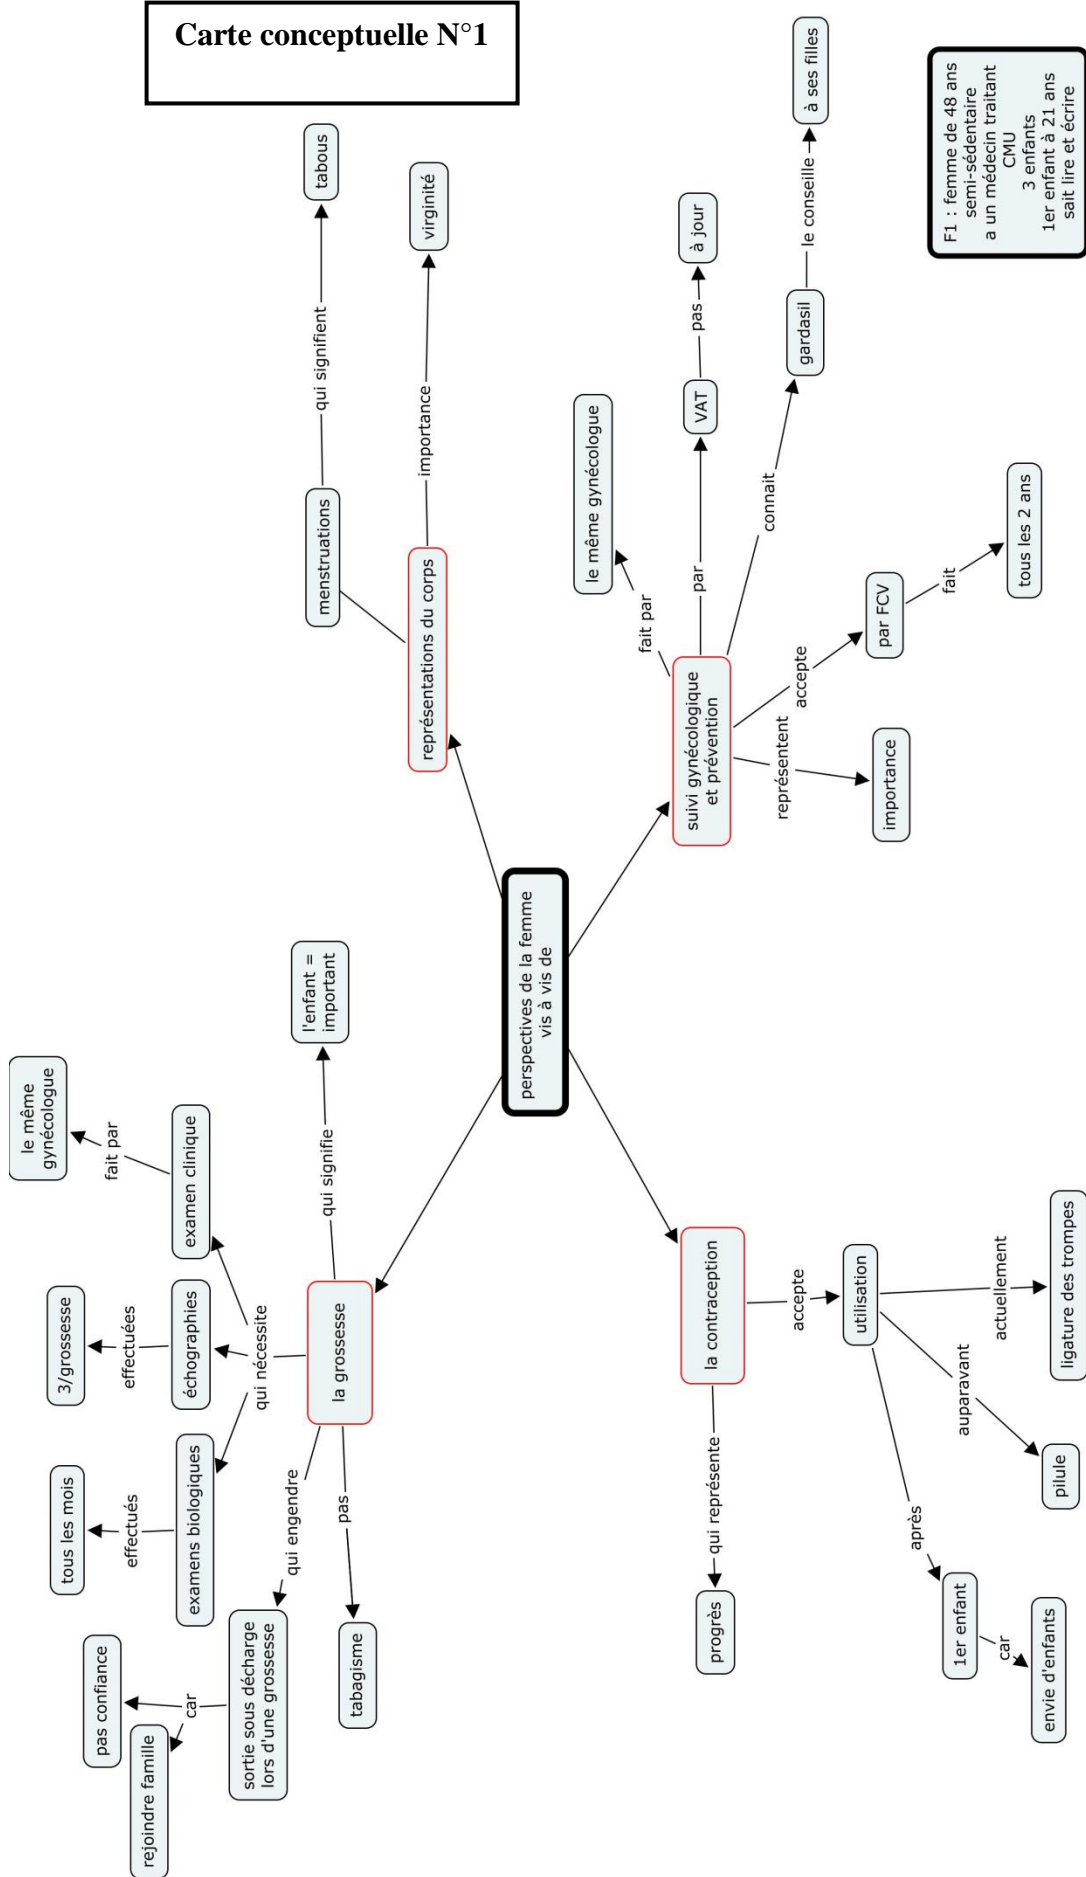 Carte conceptuelle N°1
F1 : femme de 48 ans
semi-sédentaire
a un médecin traitant
CMU
3 enfants
1er enfant à 21 ans
sait lire et écrire
perspectives de la femme
vis à vis de
la grossesse
qui signifie
l'enfant =
important
qui nécessite
examen clinique
fait par
le même
gynécologue
échographies
effectuées
3/grossesse
examens biologiques
effectués
tous les mois
qui engendre
sortie sous décharge
lors d'une grossesse
car
pas confiance
rejoindre famille
pas
tabagisme
représentations du corps
menstruations
qui signifient
tabous
importance
virginité
suivi gynécologique
et prévention
fait par
le même gynécologue
par
VAT
pas
à jour
connait
gardasil
le conseille
à ses filles
accepte
par FCV
fait
tous les 2 ans
représentent
importance
la contraception
qui représente
progrès
accepte
utilisation
après
1er enfant
car
envie d'enfants
auparavant
pilule
actuellement
ligature des trompes